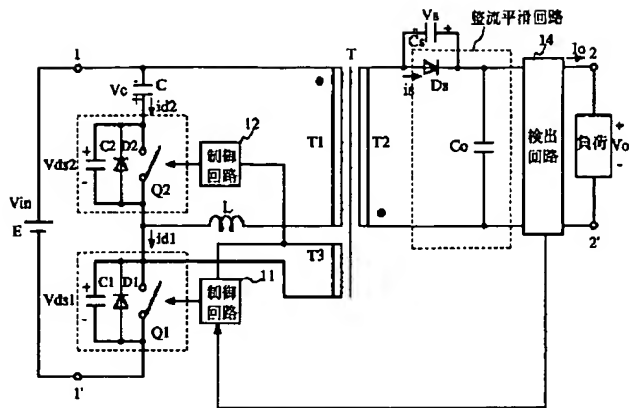 整流平滑回路
Vs
Cs
14
Io
2
1
T
is
Ds
Vc
C
id2
12
C2
D2
制御
回路
T1
T2
Co
検出
回路
負荷
Vo
Vds2
Q2
Vin
E
L
id1
T3
11
2'
C1
D1
制御
回路
Vds1
Q1
1'